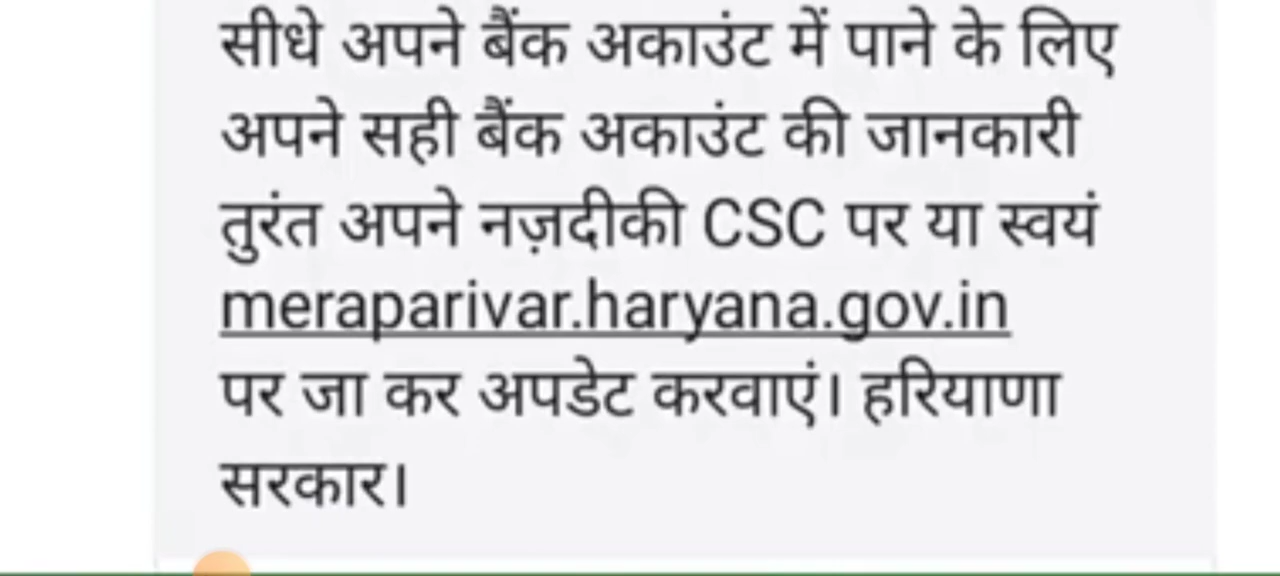 सीधे अपने बैंक अकाउंट में पाने के लिए
अपने सही बैंक अकाउंट की जानकारी
तुरंत अपने नज़दीकी CSC पर या स्वयं
meraparivar.haryana.gov.in
पर जा कर अपडेट करवाएं। हरियाणा
सरकार।